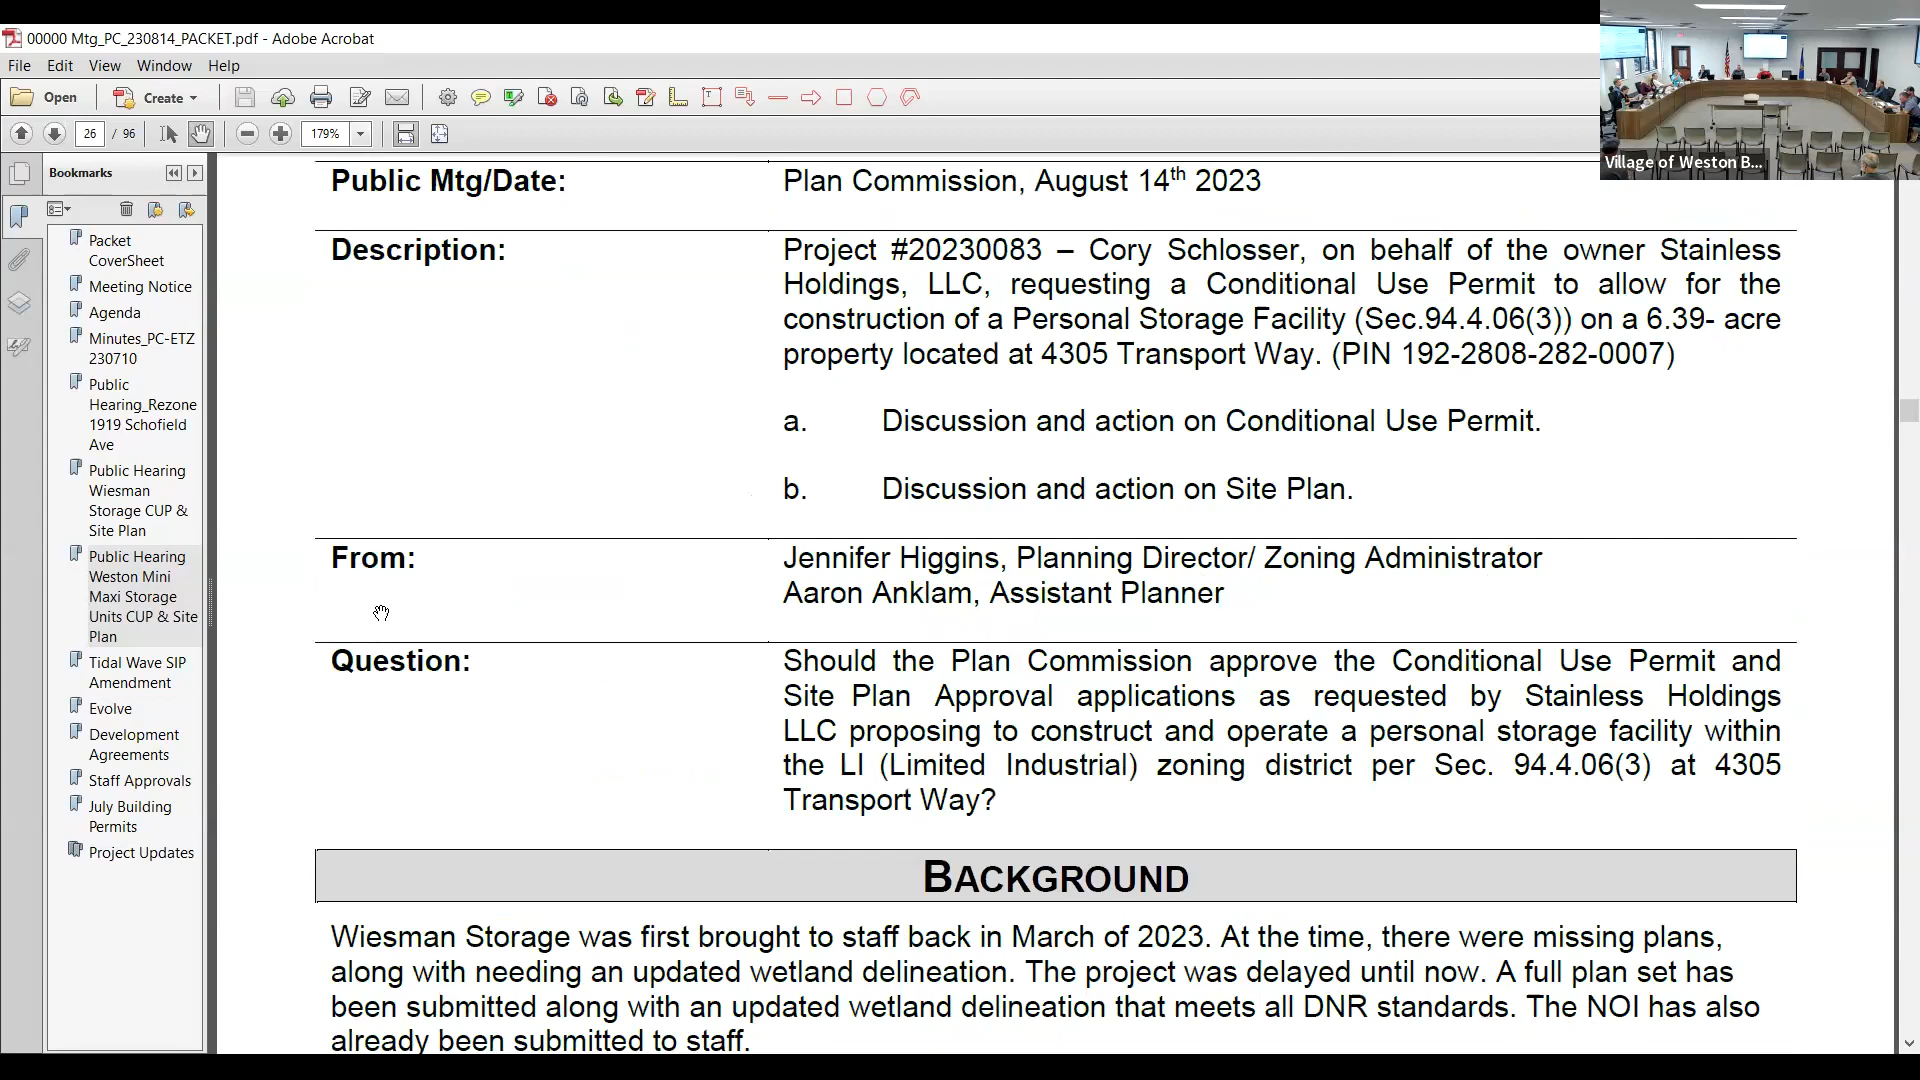 00000 Mtg_PC_230814_PACKET.pdf - Adobe Acrobat
File Edit View Window Help
Open Create
26 / 96 179%
Village of Weston B...
Bookmarks
Packet
CoverSheet
Meeting Notice
Agenda
Minutes_PC-ETZ
230710
Public
Hearing_Rezone
1919 Schofield
Ave
Public Hearing
Wiesman
Storage CUP &
Site Plan
Public Hearing
Weston Mini
Maxi Storage
Units CUP & Site
Plan
Tidal Wave SIP
Amendment
Evolve
Development
Agreements
Staff Approvals
July Building
Permits
Project Updates
Public Mtg/Date: Plan Commission, August 14th 2023
Description: Project #20230083 – Cory Schlosser, on behalf of the owner Stainless
Holdings, LLC, requesting a Conditional Use Permit to allow for the
construction of a Personal Storage Facility (Sec.94.4.06(3)) on a 6.39- acre
property located at 4305 Transport Way. (PIN 192-2808-282-0007)
a. Discussion and action on Conditional Use Permit.
b. Discussion and action on Site Plan.
From: Jennifer Higgins, Planning Director/ Zoning Administrator
Aaron Anklam, Assistant Planner
Question: Should the Plan Commission approve the Conditional Use Permit and
Site Plan Approval applications as requested by Stainless Holdings
LLC proposing to construct and operate a personal storage facility within
the LI (Limited Industrial) zoning district per Sec. 94.4.06(3) at 4305
Transport Way?
BACKGROUND
Wiesman Storage was first brought to staff back in March of 2023. At the time, there were missing plans,
along with needing an updated wetland delineation. The project was delayed until now. A full plan set has
been submitted along with an updated wetland delineation that meets all DNR standards. The NOI has also
already been submitted to staff.